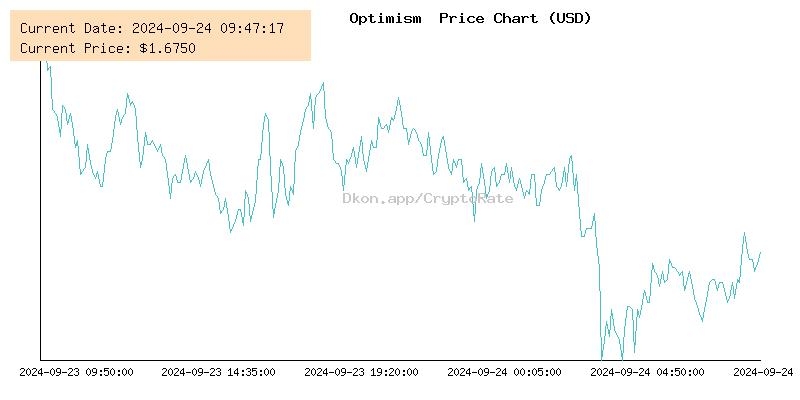 Optimism  Price Chart (USD)
Current Date: 2024-09-24 09:47:17
Current Price: $1.6750
Dkon.app/CryptoRate
2024-09-23 09:50:00 2024-09-23 14:35:00 2024-09-23 19:20:00 2024-09-24 00:05:00 2024-09-24 04:50:00 2024-09-24